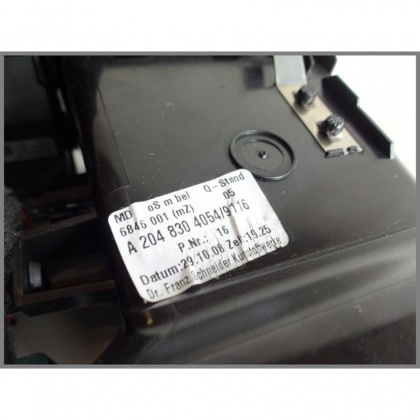 MD oS m bel Q-Stand
6846 001 (mZ) 05
A 204 830 4054/9116
P.Nr.: 16
Datum:29.10.08 Zeit:19.25
Dr. Franz Schneider Kunstoffwerke